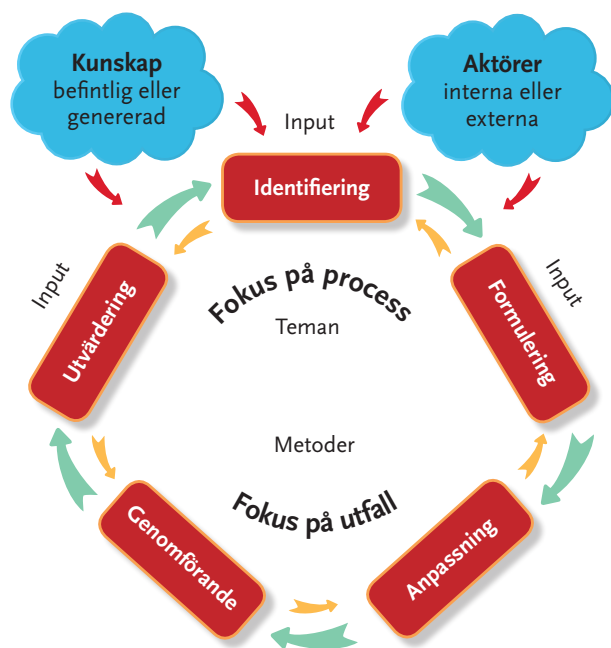 Kunskap
befintlig eller
genererad
Aktörer
interna eller
externa
Input
Identifiering
Input
Utvärdering
Fokus på process
Teman
Formulering
Input
Metoder
Fokus på utfall
Genomförande
Anpassning